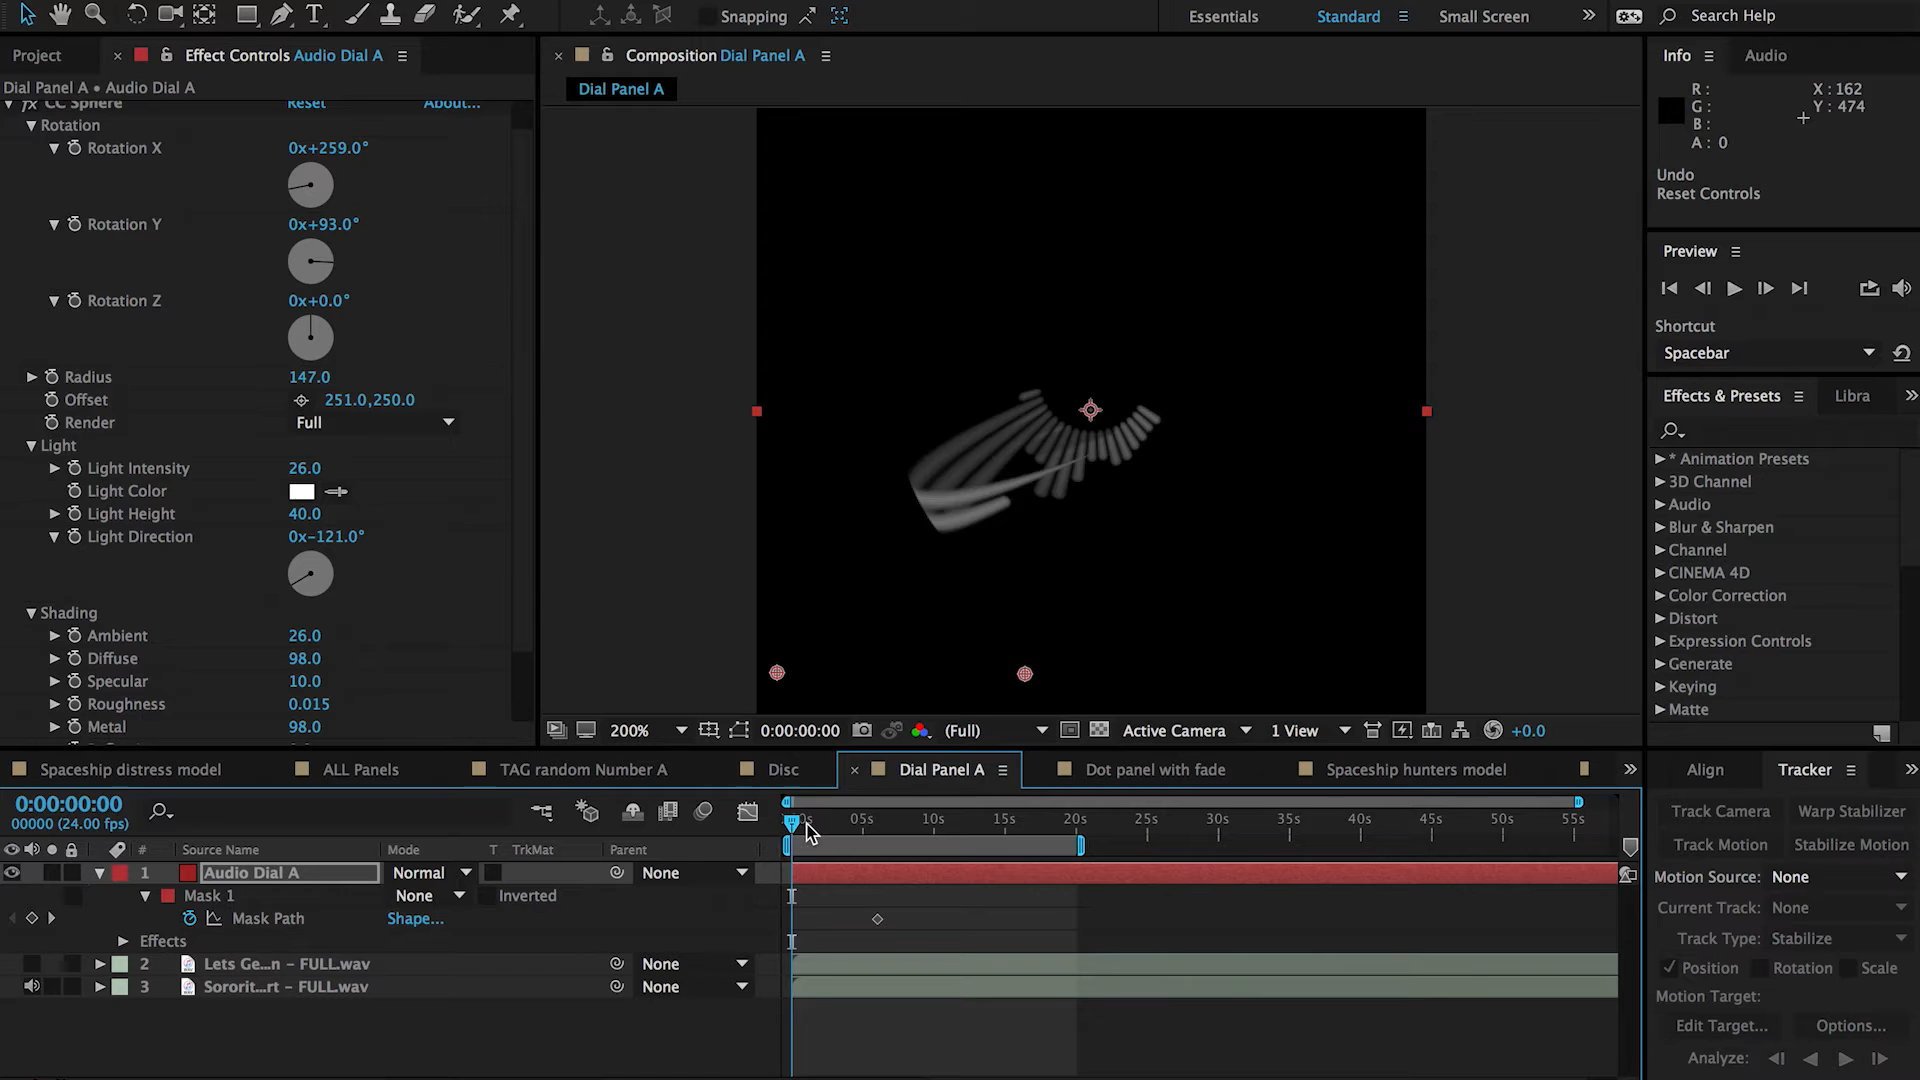 Snapping
Essentials
Standard
Small Screen
Search Help
Project
Effect Controls Audio Dial A
Composition Dial Panel A
Info
Audio
Dial Panel A • Audio Dial A
Dial Panel A
R :
G :
B :
A : 0
X : 162
Y : 474
Undo
Reset Controls
fx CC Sphere
Reset
About...
Rotation
Rotation X
0x+259.0°
Rotation Y
0x+93.0°
Rotation Z
0x+0.0°
Radius
147.0
Offset
251.0,250.0
Render
Full
Light
Light Intensity
26.0
Light Color
Light Height
40.0
Light Direction
0x-121.0°
Shading
Ambient
26.0
Diffuse
98.0
Specular
10.0
Roughness
0.015
Metal
98.0
Preview
Shortcut
Spacebar
Effects & Presets
Libra
* Animation Presets
3D Channel
Audio
Blur & Sharpen
Channel
CINEMA 4D
Color Correction
Distort
Expression Controls
Generate
Keying
Matte
200%
0:00:00:00
(Full)
Active Camera
1 View
+0.0
Spaceship distress model
ALL Panels
TAG random Number A
Disc
Dial Panel A
Dot panel with fade
Spaceship hunters model
0:00:00:00
00000 (24.00 fps)
05s
10s
15s
20s
25s
30s
35s
40s
45s
50s
55s
#
Source Name
Mode
T
TrkMat
Parent
1
Audio Dial A
Normal
None
Mask 1
None
Inverted
Mask Path
Shape...
Effects
2
Lets Ge...n – FULL.wav
None
3
Sororit...rt – FULL.wav
None
Align
Tracker
Track Camera
Warp Stabilizer
Track Motion
Stabilize Motion
Motion Source: None
Current Track: None
Track Type: Stabilize
Position
Rotation
Scale
Motion Target:
Edit Target...
Options...
Analyze: